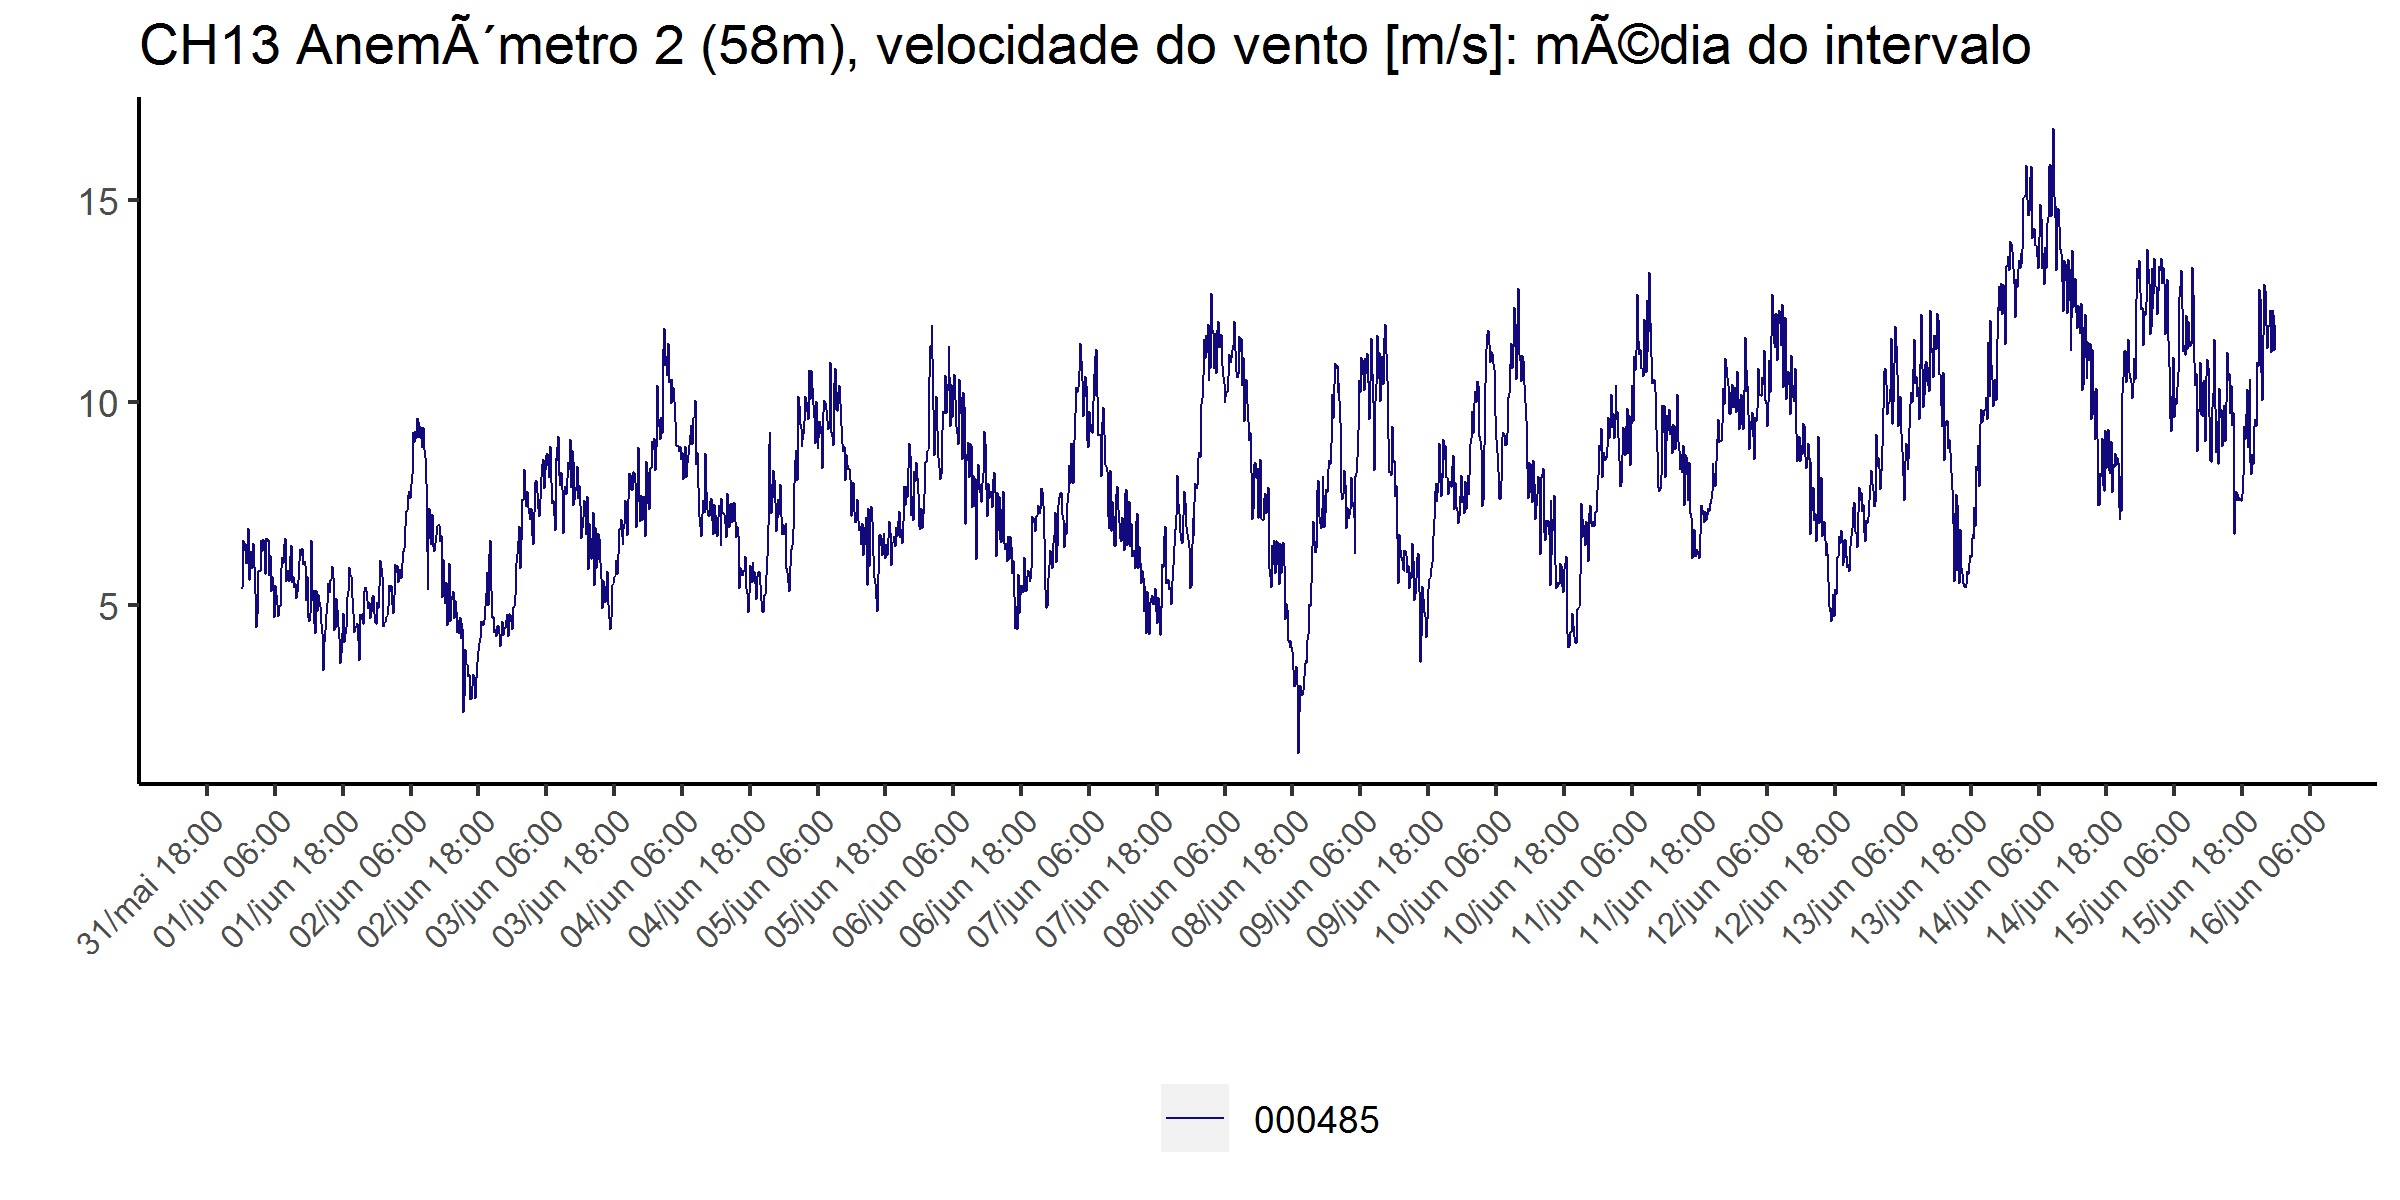 CH13 AnemÃ´metro 2 (58m), velocidade do vento [m/s]: mÃ©dia do intervalo
15
10
5
31/mai 18:00
01/jun 06:00
01/jun 18:00
02/jun 06:00
02/jun 18:00
03/jun 06:00
03/jun 18:00
04/jun 06:00
04/jun 18:00
05/jun 06:00
05/jun 18:00
06/jun 06:00
06/jun 18:00
07/jun 06:00
07/jun 18:00
08/jun 06:00
08/jun 18:00
09/jun 06:00
09/jun 18:00
10/jun 06:00
10/jun 18:00
11/jun 06:00
11/jun 18:00
12/jun 06:00
12/jun 18:00
13/jun 06:00
13/jun 18:00
14/jun 06:00
14/jun 18:00
15/jun 06:00
15/jun 18:00
16/jun 06:00
000485